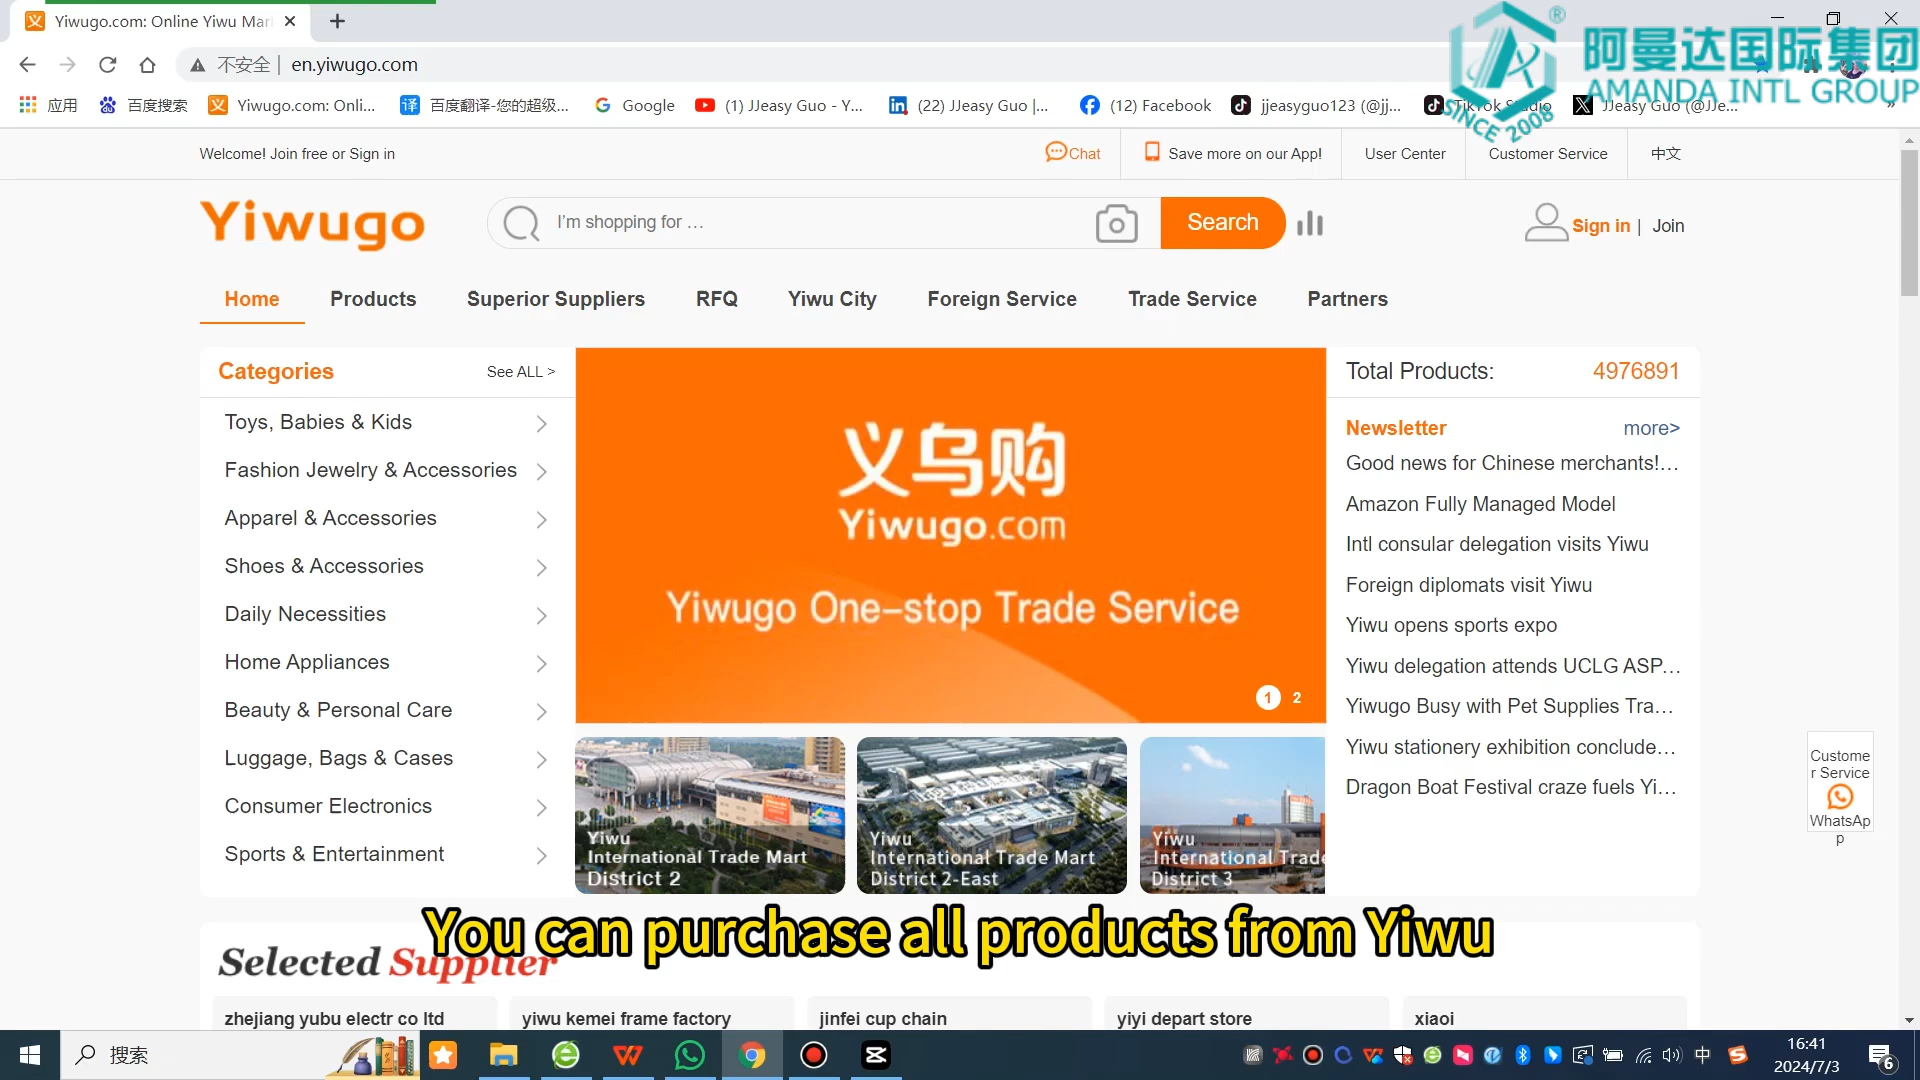 Yiwugo.com: Online Yiwu Mar
不安全 | en.yiwugo.com
应用
百度搜索
Yiwugo.com: Onli...
百度翻译-您的超级...
Google
(1) JJeasy Guo - Y...
(22) JJeasy Guo |...
(12) Facebook
jjeasyguo123 (@jj...
TikTok Studio
JJeasy Guo (@JJe...
阿曼达国际集团
AMANDA INTL GROUP
SINCE 2008
Welcome! Join free or Sign in
Chat
Save more on our App!
User Center
Customer Service
中文
Yiwugo
I'm shopping for …
Search
Sign in | Join
Home
Products
Superior Suppliers
RFQ
Yiwu City
Foreign Service
Trade Service
Partners
Categories
See ALL >
Toys, Babies & Kids
Fashion Jewelry & Accessories
Apparel & Accessories
Shoes & Accessories
Daily Necessities
Home Appliances
Beauty & Personal Care
Luggage, Bags & Cases
Consumer Electronics
Sports & Entertainment
义乌购
Yiwugo.com
Yiwugo One-stop Trade Service
1 2
Yiwu
International Trade Mart
District 2
Yiwu
International Trade Mart
District 2-East
Yiwu
International Trade
District 3
Total Products: 4976891
Newsletter
more>
Good news for Chinese merchants!...
Amazon Fully Managed Model
Intl consular delegation visits Yiwu
Foreign diplomats visit Yiwu
Yiwu opens sports expo
Yiwu delegation attends UCLG ASP...
Yiwugo Busy with Pet Supplies Tra...
Yiwu stationery exhibition conclude...
Dragon Boat Festival craze fuels Yi...
Custome
r Service
WhatsAp
p
You can purchase all products from Yiwu
Selected Supplier
zhejiang yubu electr co ltd
yiwu kemei frame factory
jinfei cup chain
yiyi depart store
xiaoi
搜索
中
16:41
2024/7/3
6